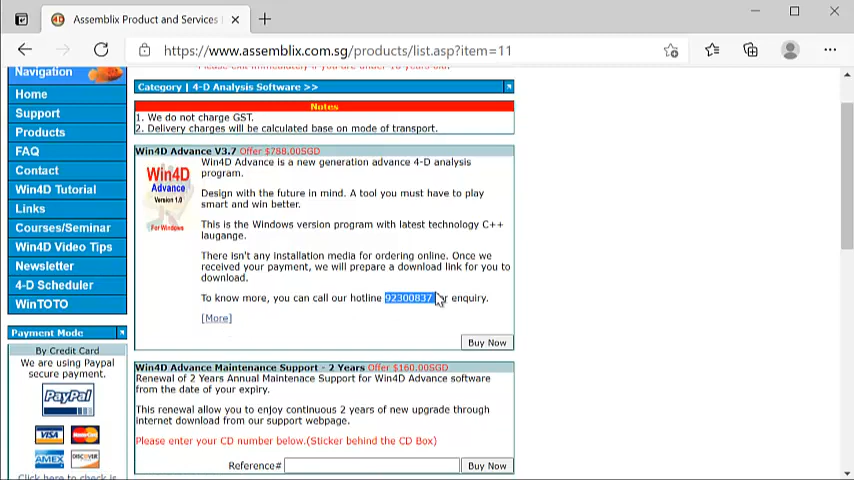 Assemblix Product and Services
https://www.assemblix.com.sg/products/list.asp?item=11
Navigation
Home
Support
Products
FAQ
Contact
Win4D Tutorial
Links
Courses/Seminar
Win4D Video Tips
Newsletter
4-D Scheduler
WinTOTO
Payment Mode
By Credit Card
We are using Paypal
secure payment.
PayPal
VISA
MasterCard
AMEX
DISCOVER
Click here to check is
Please exit immediately if you are under 18 years old.
Category | 4-D Analysis Software >>
Notes
1. We do not charge GST.
2. Delivery charges will be calculated base on mode of transport.
Win4D Advance V3.7 Offer $788.00SGD
Win4D
Advance
Version 1.0
For Windows
Win4D Advance is a new generation advance 4-D analysis
program.
Design with the future in mind. A tool you must have to play
smart and win better.
This is the Windows version program with latest technology C++
laugange.
There isn't any installation media for ordering online. Once we
received your payment, we will prepare a download link for you to
download.
To know more, you can call our hotline 92300837 for enquiry.
[More]
Buy Now
Win4D Advance Maintenance Support - 2 Years Offer $160.00SGD
Renewal of 2 Years Annual Maintenace Support for Win4D Advance software
from the date of your expiry.
This renewal allow you to enjoy continuous 2 years of new upgrade through
internet download from our support webpage.
Please enter your CD number below.(Sticker behind the CD Box)
Reference#
Buy Now